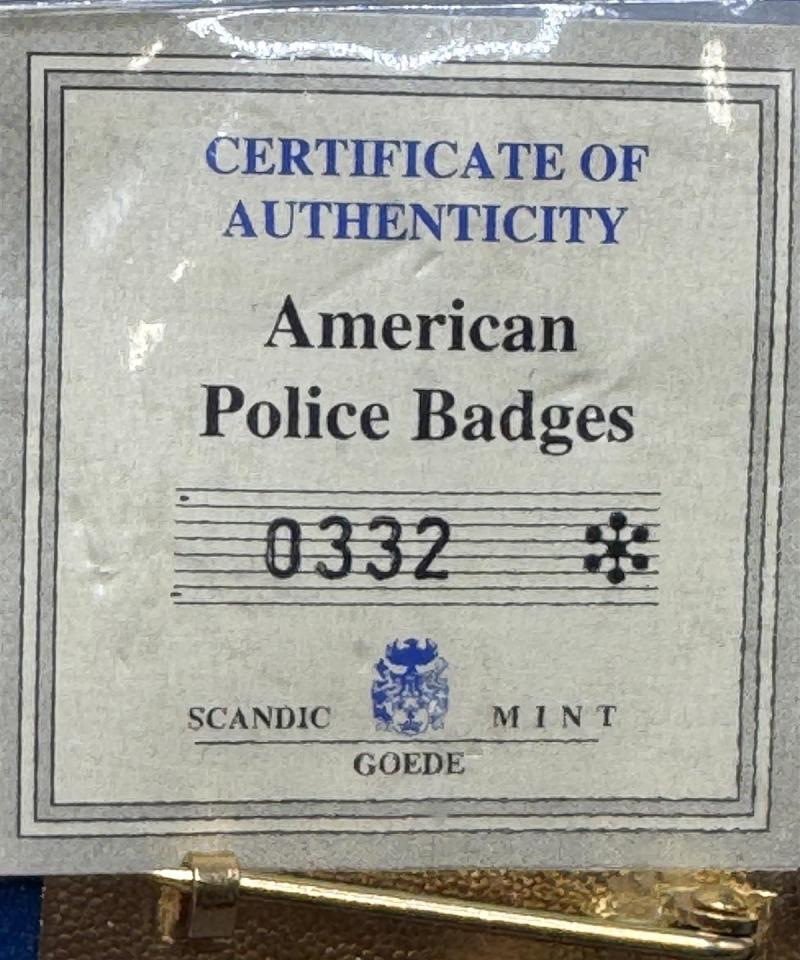 CERTIFICATE OF
AUTHENTICITY
American
Police Badges
0332 *
SCANDIC MINT
GOEDE